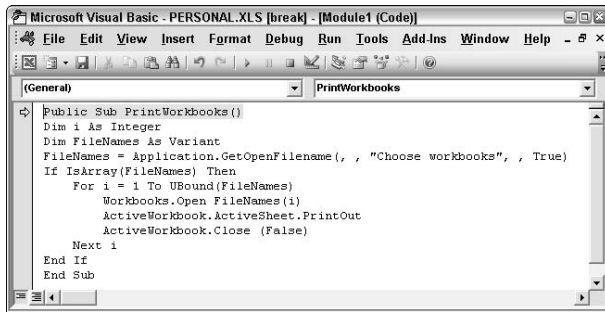 Microsoft Visual Basic - PERSONAL.XLS [break] - [Module1 (Code)]
File Edit View Insert Format Debug Run Tools Add-Ins Window Help
(General) PrintWorkbooks
Public Sub PrintWorkbooks()
Dim i As Integer
Dim FileNames As Variant
FileNames = Application.GetOpenFilename(, , "Choose workbooks", , True)
If IsArray(FileNames) Then
For i = 1 To UBound(FileNames)
Workbooks.Open FileNames(i)
ActiveWorkbook.ActiveSheet.PrintOut
ActiveWorkbook.Close (False)
Next i
End If
End Sub